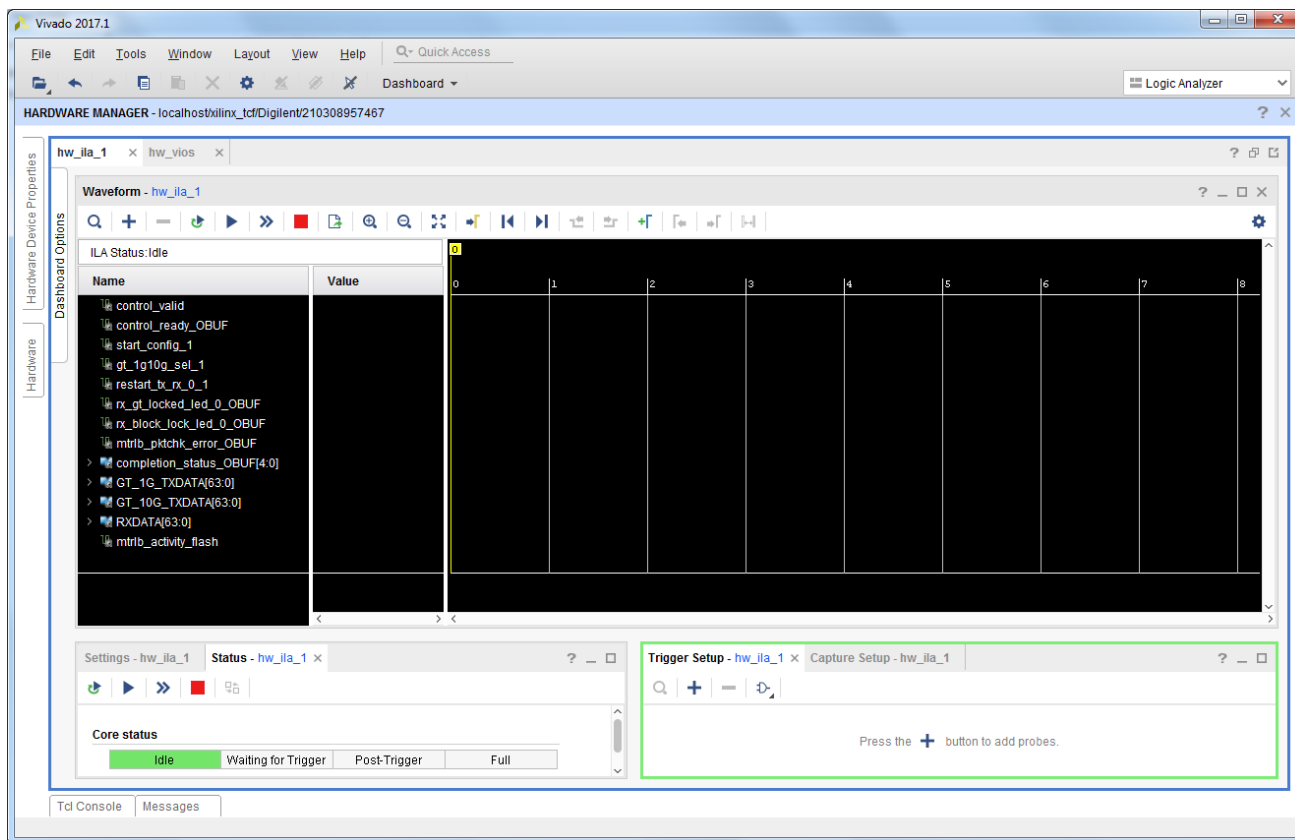 Vivado 2017.1
File Edit Tools Window Layout View Help Quick Access
Dashboard Logic Analyzer
HARDWARE MANAGER - localhost/xilinx_tcf/Digilent/210308957467 ? ×
Hardware Device Properties
Hardware
hw_ila_1 × hw_vios × ?
Dashboard Options
Waveform - hw_ila_1 ?
ILA Status:Idle
Name Value
0
0 1 2 3 4 5 6 7 8
control_valid
control_ready_OBUF
start_config_1
gt_1g10g_sel_1
restart_tx_rx_0_1
rx_gt_locked_led_0_OBUF
rx_block_lock_led_0_OBUF
mtrlb_pktchk_error_OBUF
completion_status_OBUF[4:0]
GT_1G_TXDATA[63:0]
GT_10G_TXDATA[63:0]
RXDATA[63:0]
mtrlb_activity_flash
Settings - hw_ila_1 Status - hw_ila_1 × ?
Core status
Idle Waiting for Trigger Post-Trigger Full
Trigger Setup - hw_ila_1 × Capture Setup - hw_ila_1 ?
Press the + button to add probes.
Tcl Console Messages